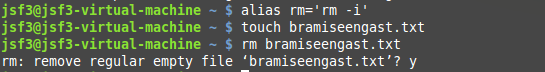 jsf3@jsf3-virtual-machine ~ $ alias rm='rm -i'
jsf3@jsf3-virtual-machine ~ $ touch bramiseengast.txt
jsf3@jsf3-virtual-machine ~ $ rm bramiseengast.txt
rm: remove regular empty file ‘bramiseengast.txt’? y